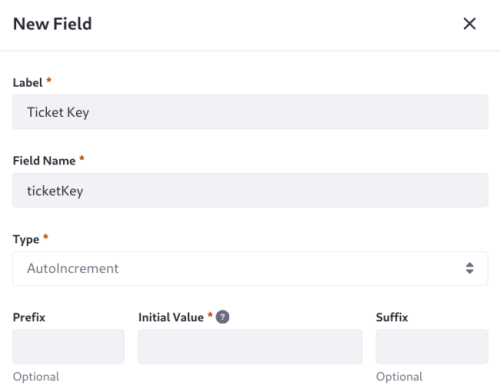 New Field
Label *
Ticket Key
Field Name *
ticketKey
Type *
AutoIncrement
Prefix Initial Value * ? Suffix
Optional Optional